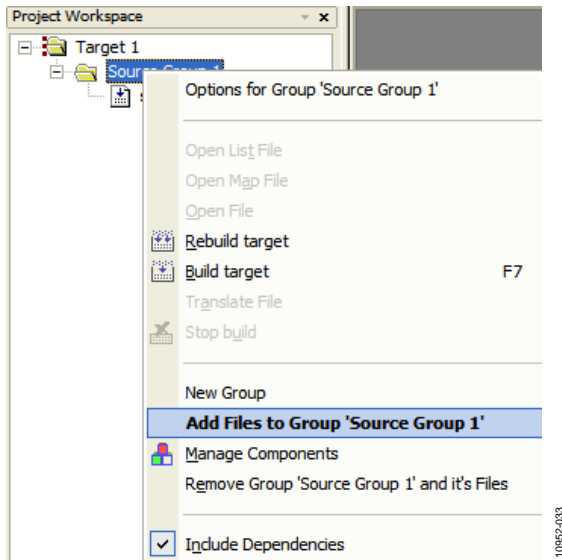 Project Workspace
Target 1
Options for Group 'Source Group 1'
Open List File
Open Map File
Open File
Rebuild target
Build target F7
Translate File
Stop build
New Group
Add Files to Group 'Source Group 1'
Manage Components
Remove Group 'Source Group 1' and it's Files
Include Dependencies
10952-033